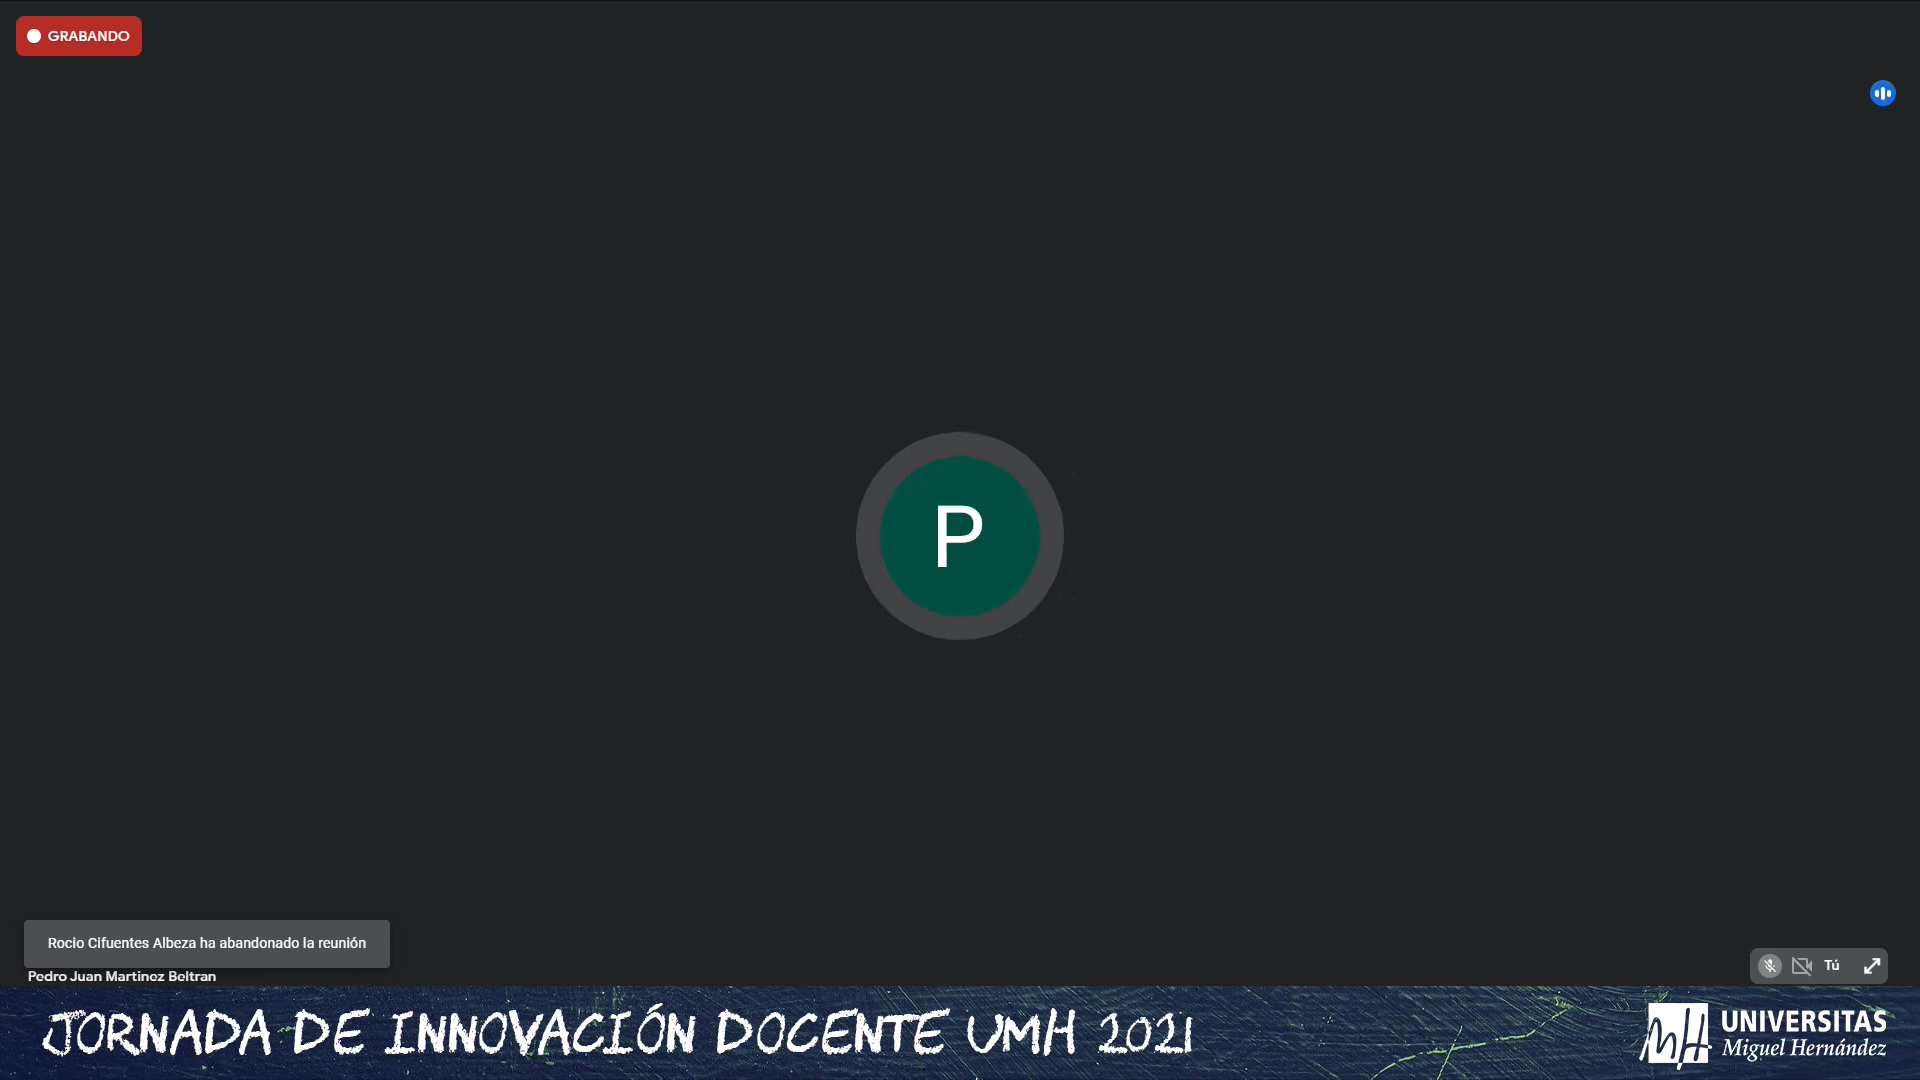 GRABANDO
P
Rocio Cifuentes Albeza ha abandonado la reunión
Pedro Juan Martinez Beltran
Tú
JORNADA DE INNOVACIÓN DOCENTE UMH 2021
UNIVERSITAS
Miguel Hernández